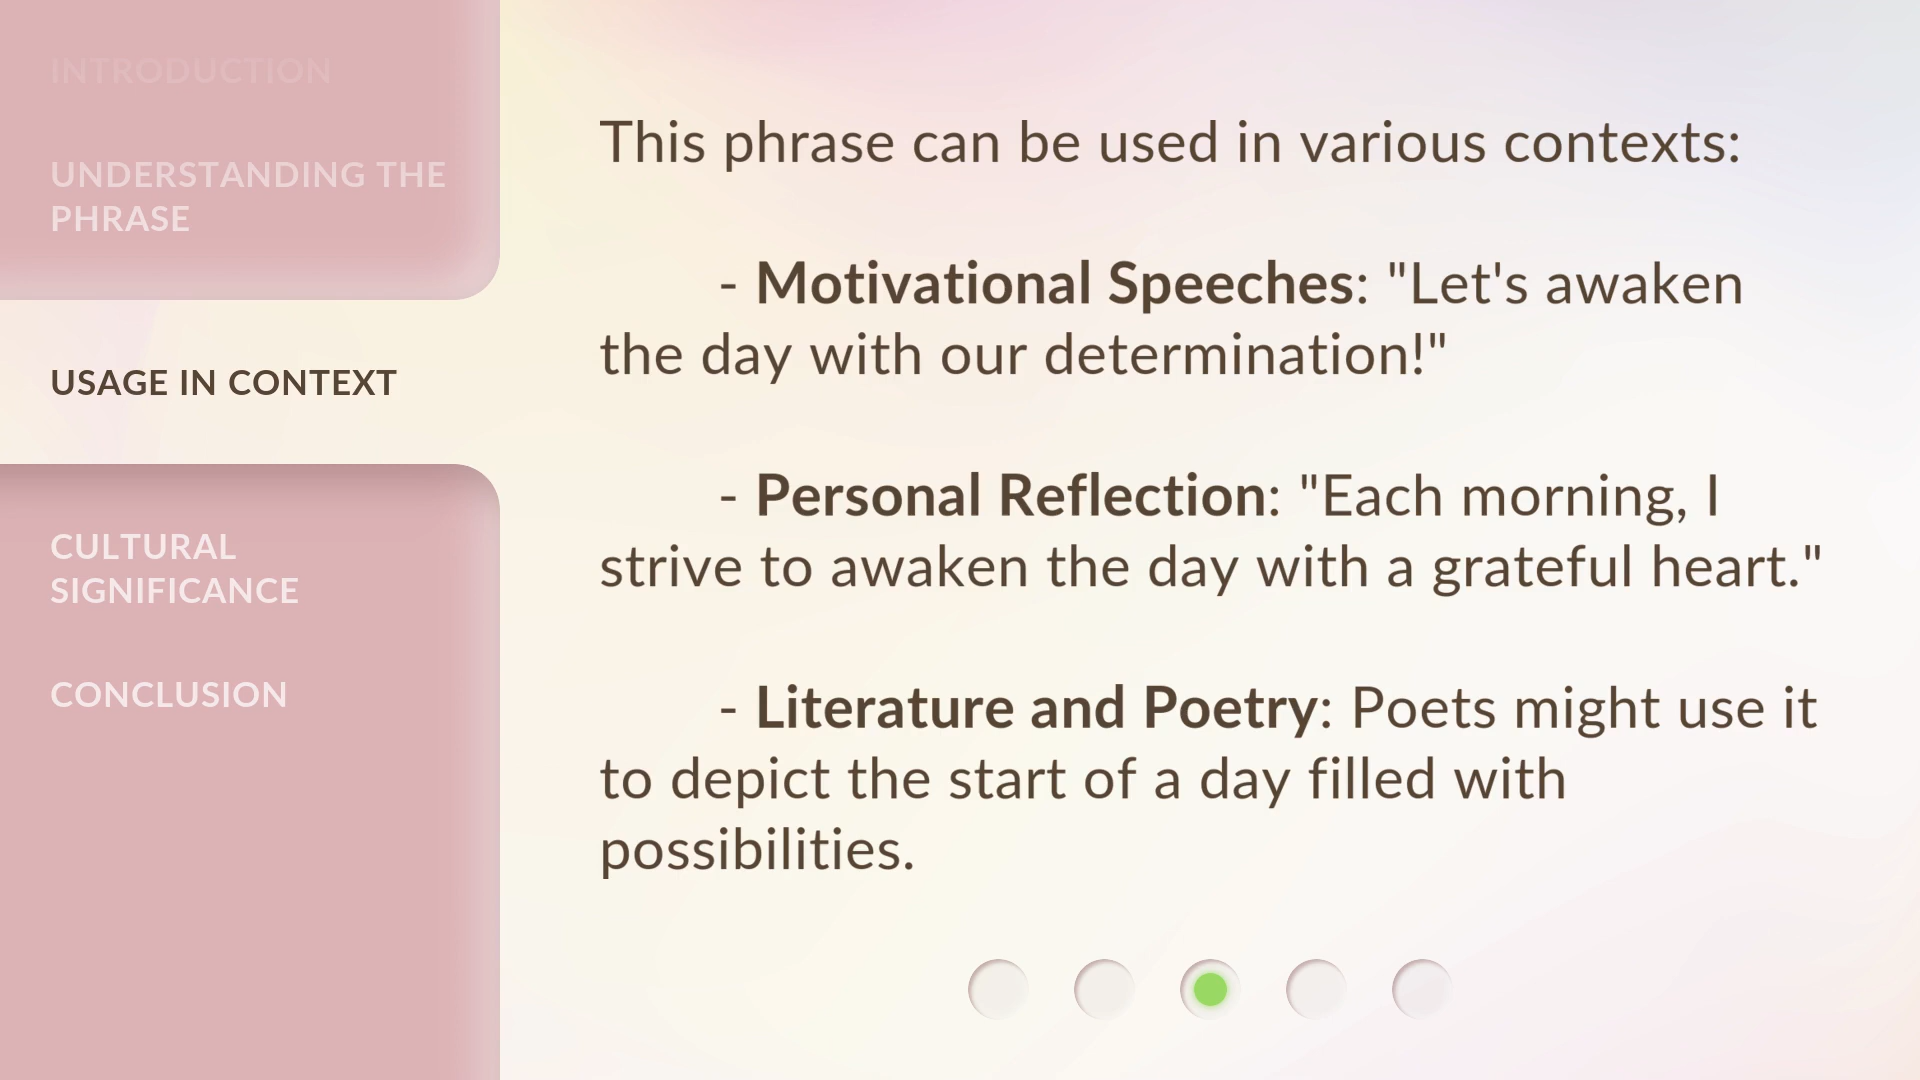 INTRODUCTION
UNDERSTANDING THE
PHRASE
USAGE IN CONTEXT
CULTURAL
SIGNIFICANCE
CONCLUSION
This phrase can be used in various contexts:
- Motivational Speeches: "Let's awaken
the day with our determination!"
- Personal Reflection: "Each morning, I
strive to awaken the day with a grateful heart."
- Literature and Poetry: Poets might use it
to depict the start of a day filled with
possibilities.